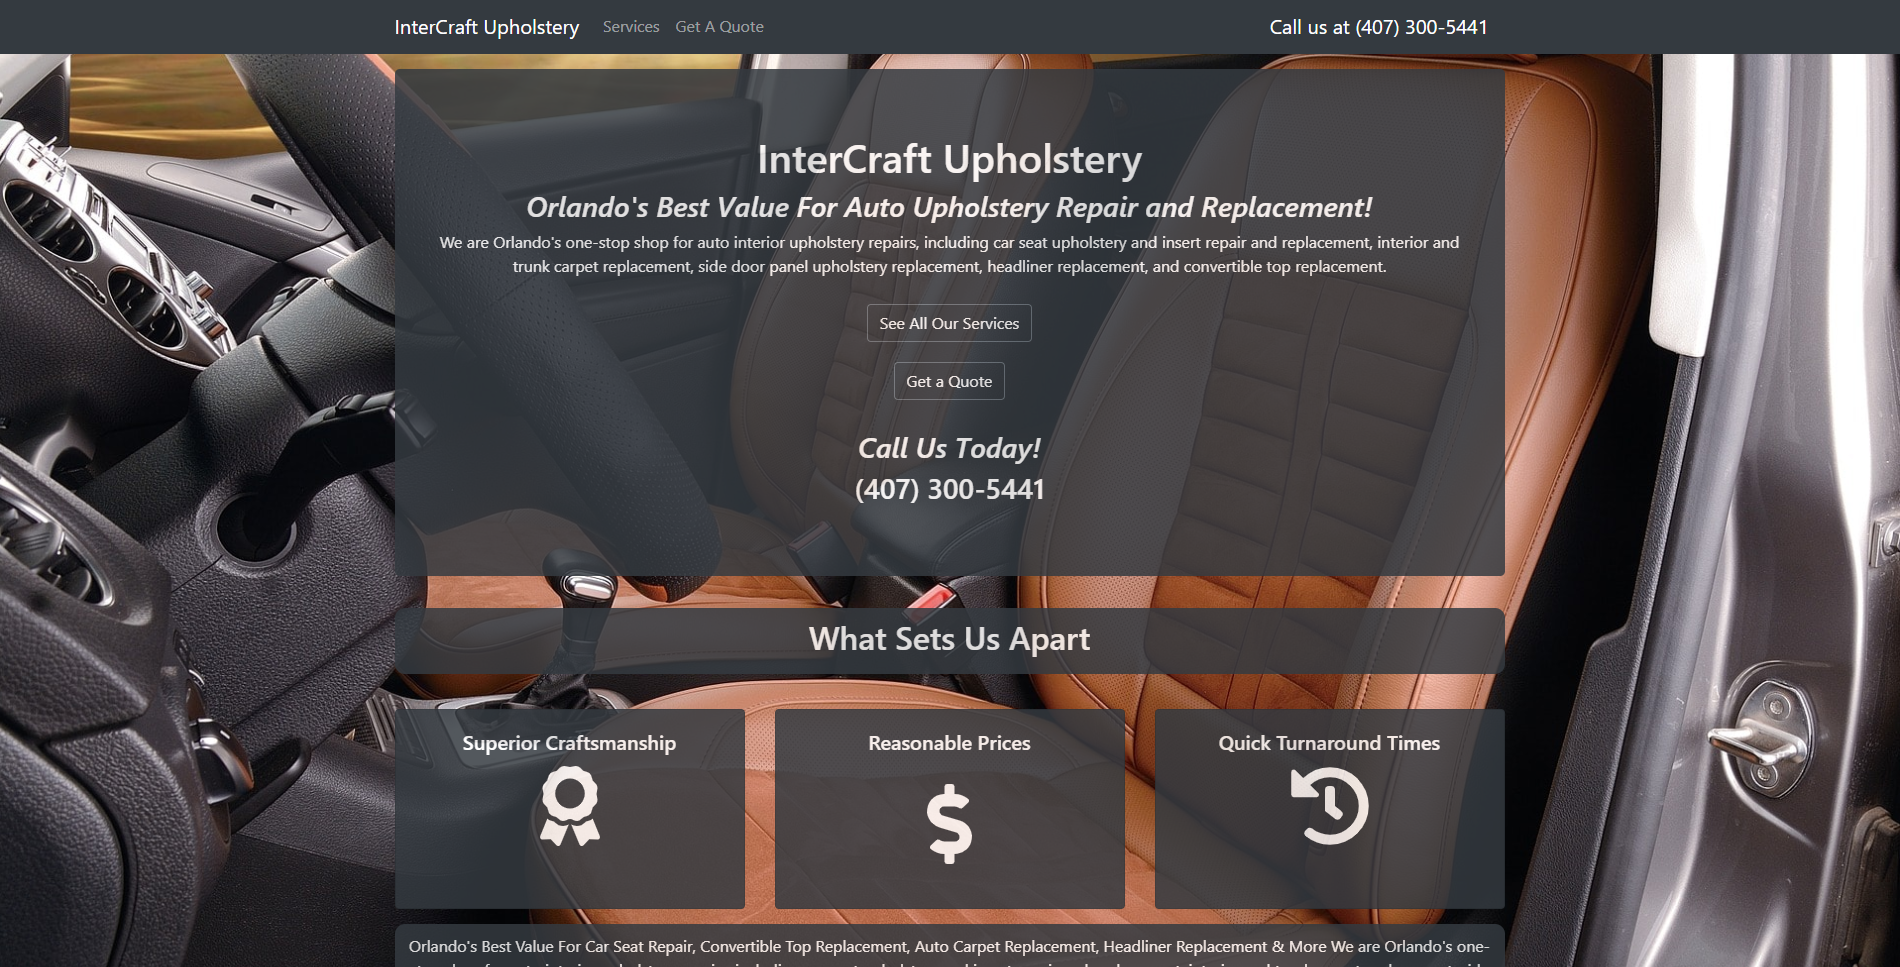 InterCraft Upholstery Services Get A Quote Call us at (407) 300-5441
InterCraft Upholstery
Orlando's Best Value For Auto Upholstery Repair and Replacement!
We are Orlando's one-stop shop for auto interior upholstery repairs, including car seat upholstery and insert repair and replacement, interior and
trunk carpet replacement, side door panel upholstery replacement, headliner replacement, and convertible top replacement.
See All Our Services
Get a Quote
Call Us Today!
(407) 300-5441
What Sets Us Apart
Superior Craftsmanship
Reasonable Prices
Quick Turnaround Times
Orlando's Best Value For Car Seat Repair, Convertible Top Replacement, Auto Carpet Replacement, Headliner Replacement & More We are Orlando's one-